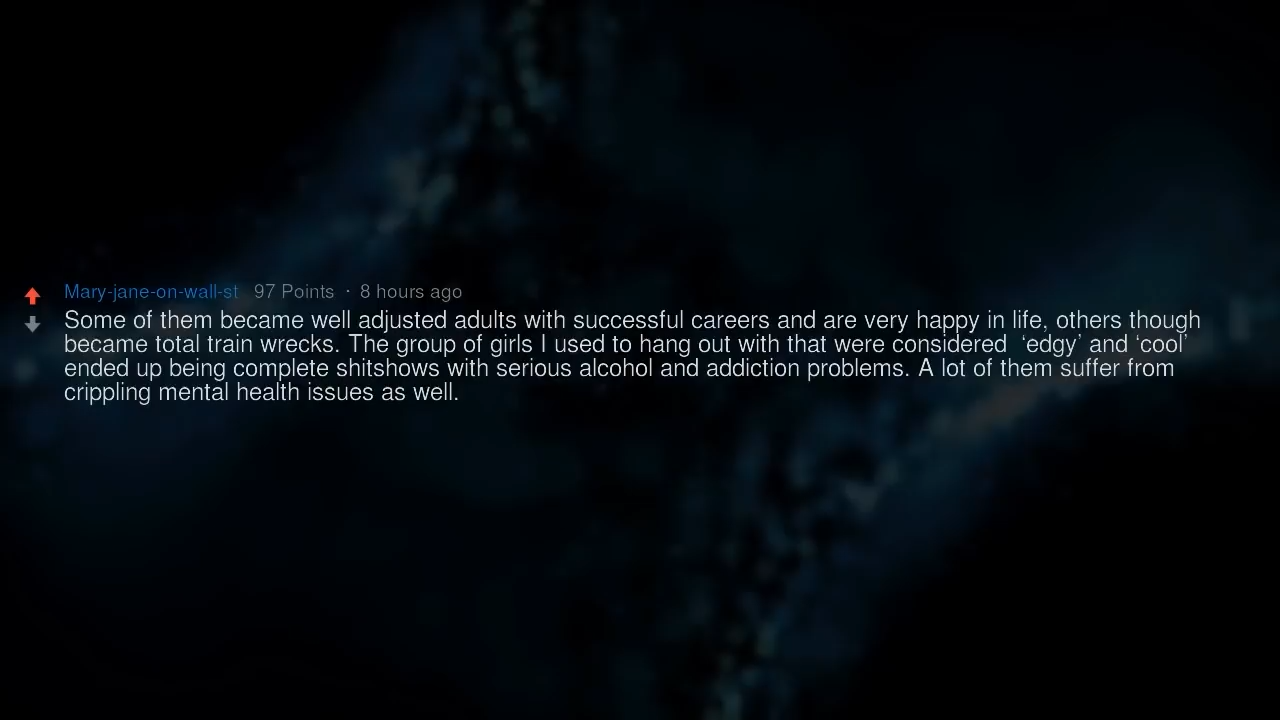 Mary-jane-on-wall-st 97 Points · 8 hours ago
Some of them became well adjusted adults with successful careers and are very happy in life, others though
became total train wrecks. The group of girls I used to hang out with that were considered  ‘edgy’ and ‘cool’
ended up being complete shitshows with serious alcohol and addiction problems. A lot of them suffer from
crippling mental health issues as well.